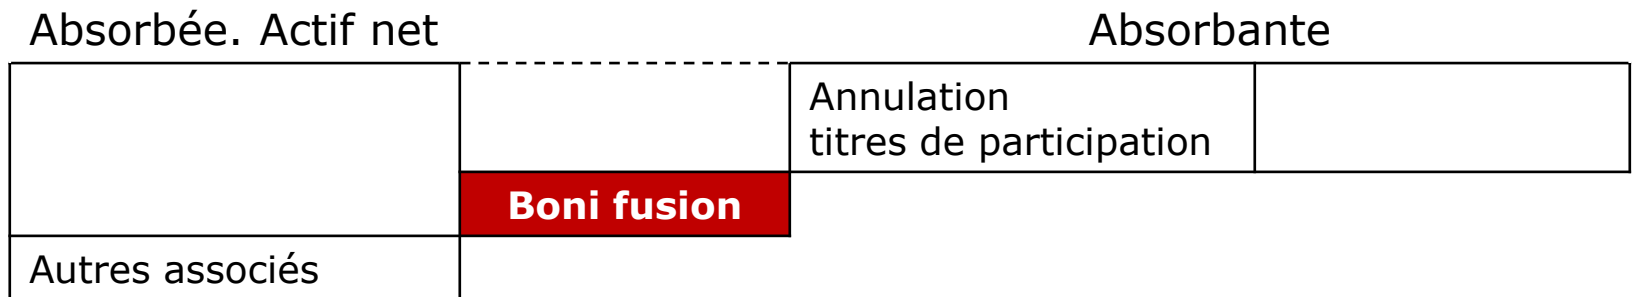 Absorbée. Actif net
Absorbante
Annulation
titres de participation
Boni fusion
Autres associés